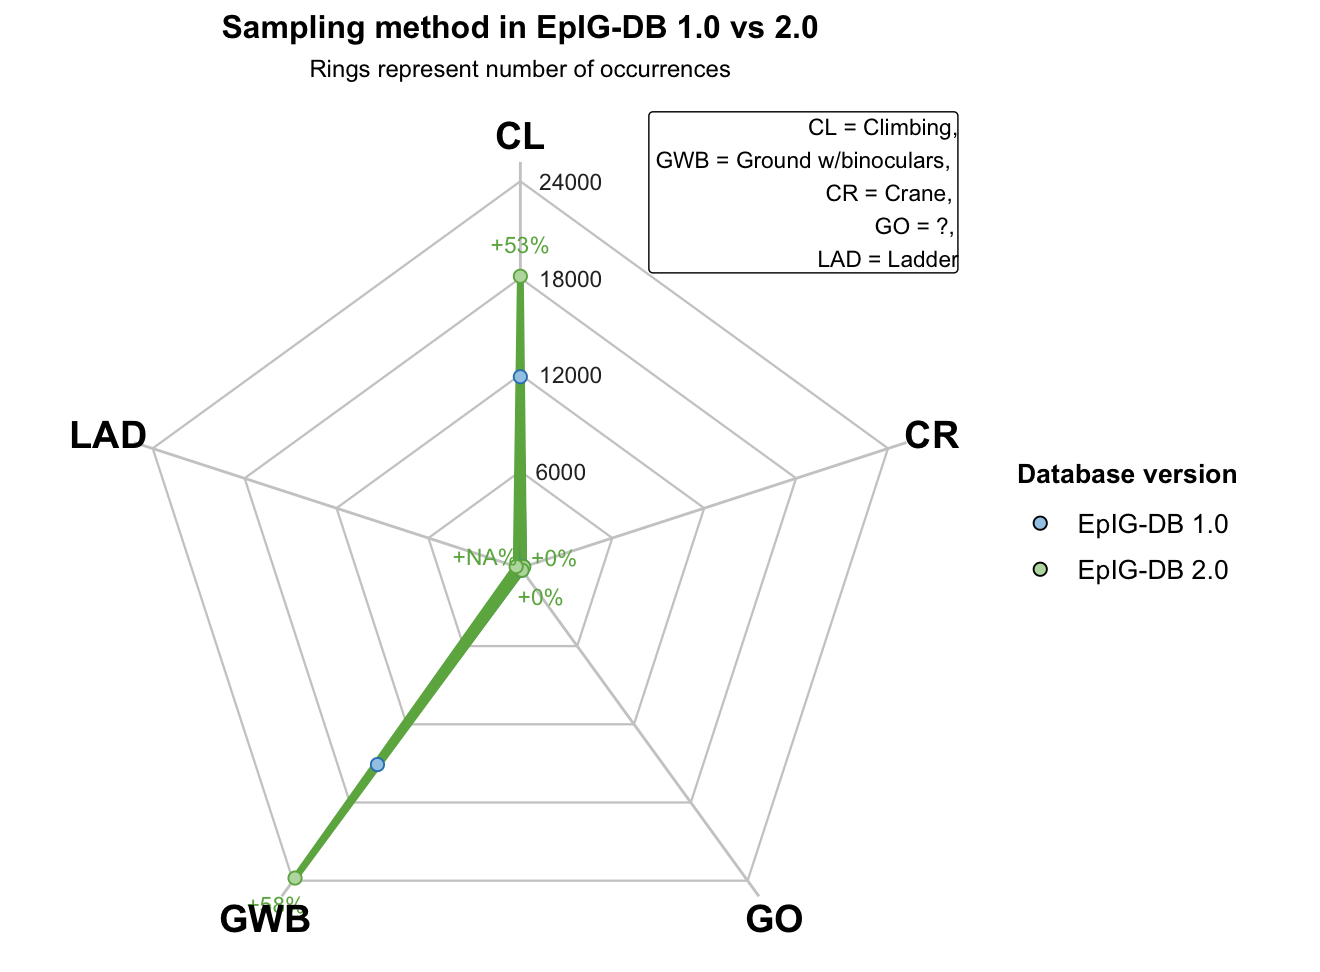 Sampling method in EpIG-DB 1.0 vs 2.0
Rings represent number of occurrences
CL
CL = Climbing,
GWB = Ground w/binoculars,
CR = Crane,
GO = ?,
LAD = Ladder
24000
+53%
18000
12000
6000
LAD
CR
+NA%
+0%
+0%
+58%
GWB
GO
Database version
EpIG-DB 1.0
EpIG-DB 2.0